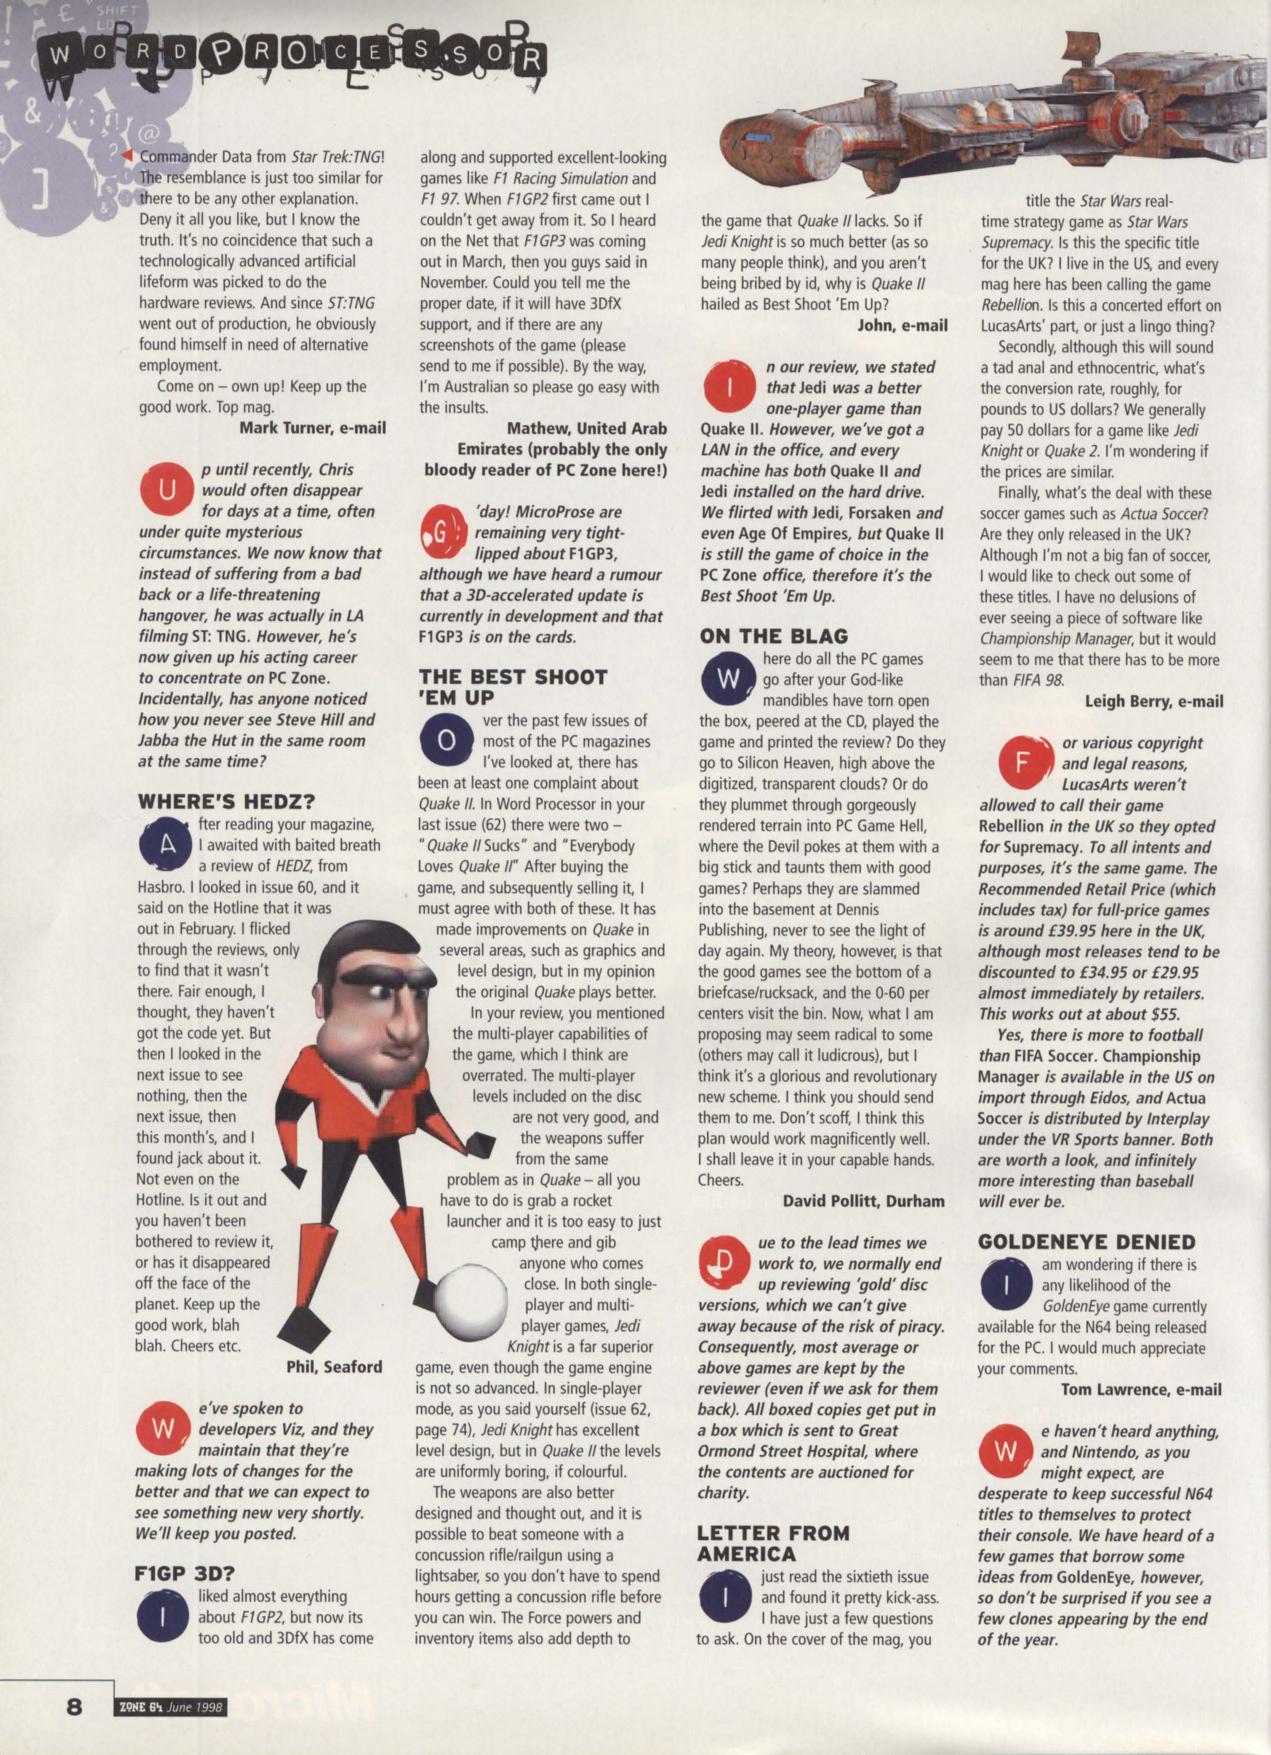 WORDPROCESSOR
Commander Data from Star Trek:TNG!
The resemblance is just too similar for
there to be any other explanation.
Deny it all you like, but I know the
truth. It's no coincidence that such a
technologically advanced artificial
lifeform was picked to do the
hardware reviews. And since ST:TNG
went out of production, he obviously
found himself in need of alternative
employment.
Come on – own up! Keep up the
good work. Top mag.
Mark Turner, e-mail
Up until recently, Chris
would often disappear
for days at a time, often
under quite mysterious
circumstances. We now know that
instead of suffering from a bad
back or a life-threatening
hangover, he was actually in LA
filming ST: TNG. However, he's
now given up his acting career
to concentrate on PC Zone.
Incidentally, has anyone noticed
how you never see Steve Hill and
Jabba the Hut in the same room
at the same time?
WHERE'S HEDZ?
After reading your magazine,
I awaited with baited breath
a review of HEDZ, from
Hasbro. I looked in issue 60, and it
said on the Hotline that it was
out in February. I flicked
through the reviews, only
to find that it wasn't
there. Fair enough, I
thought, they haven't
got the code yet. But
then I looked in the
next issue to see
nothing, then the
next issue, then
this month's, and I
found jack about it.
Not even on the
Hotline. Is it out and
you haven't been
bothered to review it,
or has it disappeared
off the face of the
planet. Keep up the
good work, blah
blah. Cheers etc.
Phil, Seaford
We've spoken to
developers Viz, and they
maintain that they're
making lots of changes for the
better and that we can expect to
see something new very shortly.
We'll keep you posted.
F1GP 3D?
I liked almost everything
about F1GP2, but now its
too old and 3DfX has come
along and supported excellent-looking
games like F1 Racing Simulation and
F1 97. When F1GP2 first came out I
couldn't get away from it. So I heard
on the Net that F1GP3 was coming
out in March, then you guys said in
November. Could you tell me the
proper date, if it will have 3DfX
support, and if there are any
screenshots of the game (please
send to me if possible). By the way,
I'm Australian so please go easy with
the insults.
Mathew, United Arab
Emirates (probably the only
bloody reader of PC Zone here!)
G'day! MicroProse are
remaining very tight-
lipped about F1GP3,
although we have heard a rumour
that a 3D-accelerated update is
currently in development and that
F1GP3 is on the cards.
THE BEST SHOOT
'EM UP
Over the past few issues of
most of the PC magazines
I've looked at, there has
been at least one complaint about
Quake II. In Word Processor in your
last issue (62) there were two –
"Quake II Sucks" and "Everybody
Loves Quake II" After buying the
game, and subsequently selling it, I
must agree with both of these. It has
made improvements on Quake in
several areas, such as graphics and
level design, but in my opinion
the original Quake plays better.
In your review, you mentioned
the multi-player capabilities of
the game, which I think are
overrated. The multi-player
levels included on the disc
are not very good, and
the weapons suffer
from the same
problem as in Quake – all you
have to do is grab a rocket
launcher and it is too easy to just
camp there and gib
anyone who comes
close. In both single-
player and multi-
player games, Jedi
Knight is a far superior
game, even though the game engine
is not so advanced. In single-player
mode, as you said yourself (issue 62,
page 74), Jedi Knight has excellent
level design, but in Quake II the levels
are uniformly boring, if colourful.
The weapons are also better
designed and thought out, and it is
possible to beat someone with a
concussion rifle/railgun using a
lightsaber, so you don't have to spend
hours getting a concussion rifle before
you can win. The Force powers and
inventory items also add depth to
the game that Quake II lacks. So if
Jedi Knight is so much better (as so
many people think), and you aren't
being bribed by id, why is Quake II
hailed as Best Shoot 'Em Up?
John, e-mail
In our review, we stated
that Jedi was a better
one-player game than
Quake II. However, we've got a
LAN in the office, and every
machine has both Quake II and
Jedi installed on the hard drive.
We flirted with Jedi, Forsaken and
even Age Of Empires, but Quake II
is still the game of choice in the
PC Zone office, therefore it's the
Best Shoot 'Em Up.
ON THE BLAG
Where do all the PC games
go after your God-like
mandibles have torn open
the box, peered at the CD, played the
game and printed the review? Do they
go to Silicon Heaven, high above the
digitized, transparent clouds? Or do
they plummet through gorgeously
rendered terrain into PC Game Hell,
where the Devil pokes at them with a
big stick and taunts them with good
games? Perhaps they are slammed
into the basement at Dennis
Publishing, never to see the light of
day again. My theory, however, is that
the good games see the bottom of a
briefcase/rucksack, and the 0-60 per
centers visit the bin. Now, what I am
proposing may seem radical to some
(others may call it ludicrous), but I
think it's a glorious and revolutionary
new scheme. I think you should send
them to me. Don't scoff, I think this
plan would work magnificently well.
I shall leave it in your capable hands.
Cheers.
David Pollitt, Durham
Due to the lead times we
work to, we normally end
up reviewing 'gold' disc
versions, which we can't give
away because of the risk of piracy.
Consequently, most average or
above games are kept by the
reviewer (even if we ask for them
back). All boxed copies get put in
a box which is sent to Great
Ormond Street Hospital, where
the contents are auctioned for
charity.
LETTER FROM
AMERICA
I just read the sixtieth issue
and found it pretty kick-ass.
I have just a few questions
to ask. On the cover of the mag, you
title the Star Wars real-
time strategy game as Star Wars
Supremacy. Is this the specific title
for the UK? I live in the US, and every
mag here has been calling the game
Rebellion. Is this a concerted effort on
LucasArts' part, or just a lingo thing?
Secondly, although this will sound
a tad anal and ethnocentric, what's
the conversion rate, roughly, for
pounds to US dollars? We generally
pay 50 dollars for a game like Jedi
Knight or Quake 2. I'm wondering if
the prices are similar.
Finally, what's the deal with these
soccer games such as Actua Soccer?
Are they only released in the UK?
Although I'm not a big fan of soccer,
I would like to check out some of
these titles. I have no delusions of
ever seeing a piece of software like
Championship Manager, but it would
seem to me that there has to be more
than FIFA 98.
Leigh Berry, e-mail
For various copyright
and legal reasons,
LucasArts weren't
allowed to call their game
Rebellion in the UK so they opted
for Supremacy. To all intents and
purposes, it's the same game. The
Recommended Retail Price (which
includes tax) for full-price games
is around £39.95 here in the UK,
although most releases tend to be
discounted to £34.95 or £29.95
almost immediately by retailers.
This works out at about $55.
Yes, there is more to football
than FIFA Soccer. Championship
Manager is available in the US on
import through Eidos, and Actua
Soccer is distributed by Interplay
under the VR Sports banner. Both
are worth a look, and infinitely
more interesting than baseball
will ever be.
GOLDENEYE DENIED
I am wondering if there is
any likelihood of the
GoldenEye game currently
available for the N64 being released
for the PC. I would much appreciate
your comments.
Tom Lawrence, e-mail
We haven't heard anything,
and Nintendo, as you
might expect, are
desperate to keep successful N64
titles to themselves to protect
their console. We have heard of a
few games that borrow some
ideas from GoldenEye, however,
so don't be surprised if you see a
few clones appearing by the end
of the year.
8 ZONE 64 June 1998